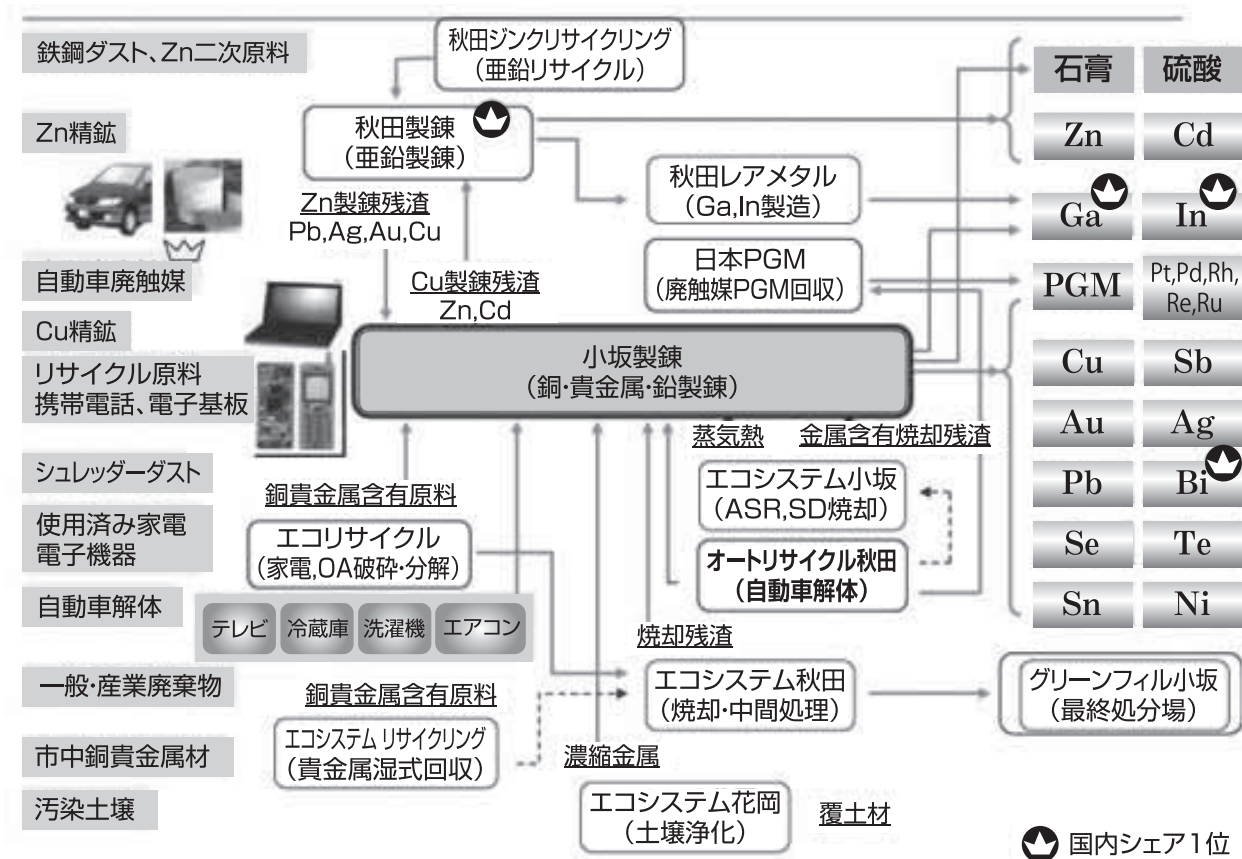 鉄鋼ダスト、Zn二次原料
Zn精鉱
自動車廃触媒
Cu精鉱
リサイクル原料
携帯電話、電子基板
シュレッダーダスト
使用済み家電
電子機器
自動車解体
一般・産業廃棄物
市中銅貴金属材
汚染土壌
秋田ジンクリサイクリング
(亜鉛リサイクル)
秋田製錬
(亜鉛製錬)
Zn製錬残渣
Pb,Ag,Au,Cu
Cu製錬残渣
Zn,Cd
秋田レアメタル
(Ga,In製造)
日本PGM
(廃触媒PGM回収)
小坂製錬
(銅・貴金属・鉛製錬)
蒸気熱
金属含有焼却残渣
銅貴金属含有原料
エコリサイクル
(家電,OA破砕・分解)
テレビ 冷蔵庫 洗濯機 エアコン
エコシステム小坂
(ASR,SD焼却)
オートリサイクル秋田
(自動車解体)
焼却残渣
銅貴金属含有原料
エコシステム リサイクリング
(貴金属湿式回収)
エコシステム秋田
(焼却・中間処理)
グリーンフィル小坂
(最終処分場)
濃縮金属
エコシステム花岡
(土壌浄化)
覆土材
石膏 硫酸
Zn Cd
Ga In
PGM Pt,Pd,Rh,
Re,Ru
Cu Sb
Au Ag
Pb Bi
Se Te
Sn Ni
国内シェア1位